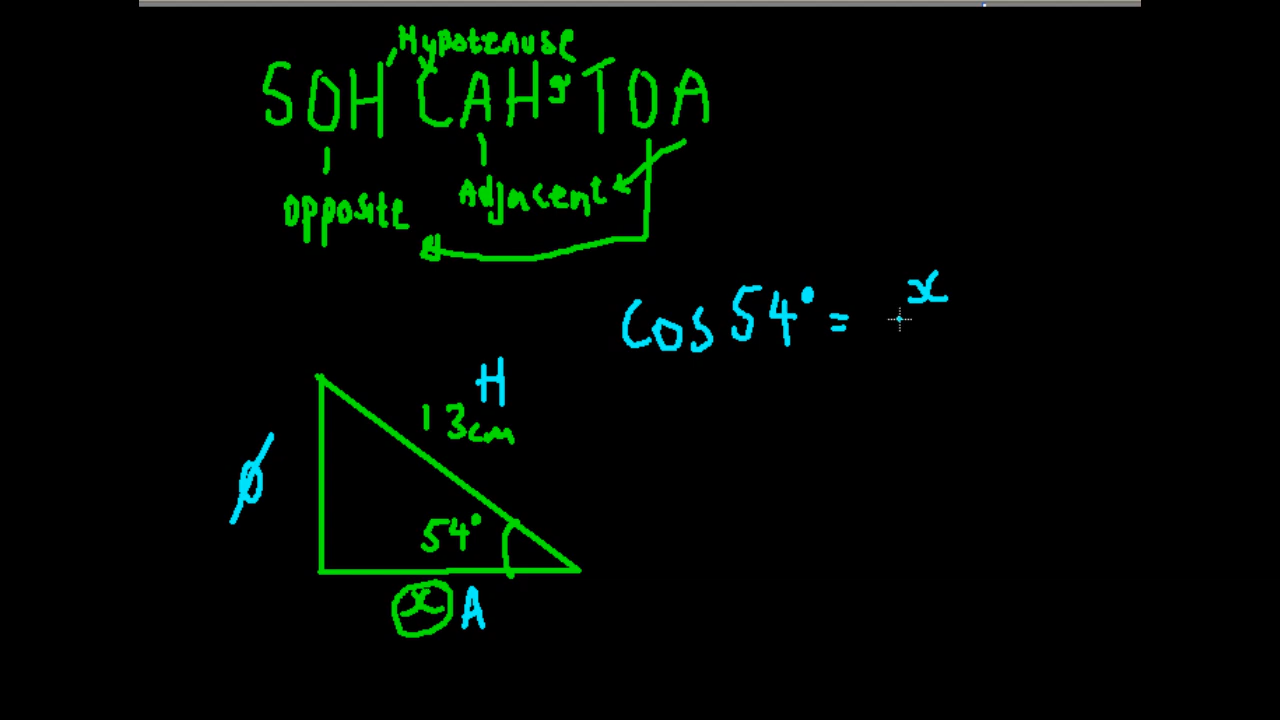 Hypotenuse
SOH CAH TOA
Opposite
Adjacent
Cos 54° = x
H
13cm
O
54°
x A